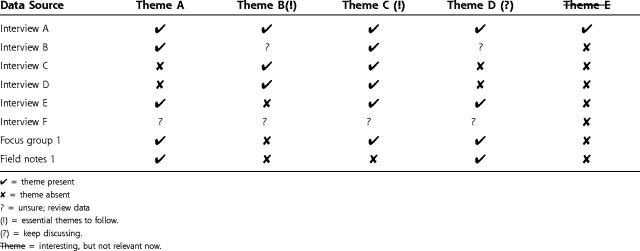 Data Source Theme A Theme B(!) Theme C (!) Theme D (?) Theme E
Interview A ✔ ✔ ✔ ✔ ✔
Interview B ✔ ? ✔ ? ✘
Interview C ✘ ✔ ✔ ✘ ✘
Interview D ✘ ✔ ✔ ✘ ✘
Interview E ✔ ✘ ✔ ✔ ✘
Interview F ? ? ? ? ✘
Focus group 1 ✔ ✘ ✔ ✔ ✘
Field notes 1 ✔ ✘ ✘ ✔ ✘
✔ = theme present
✘ = theme absent
? = unsure; review data
(!) = essential themes to follow.
(?) = keep discussing.
Theme = interesting, but not relevant now.